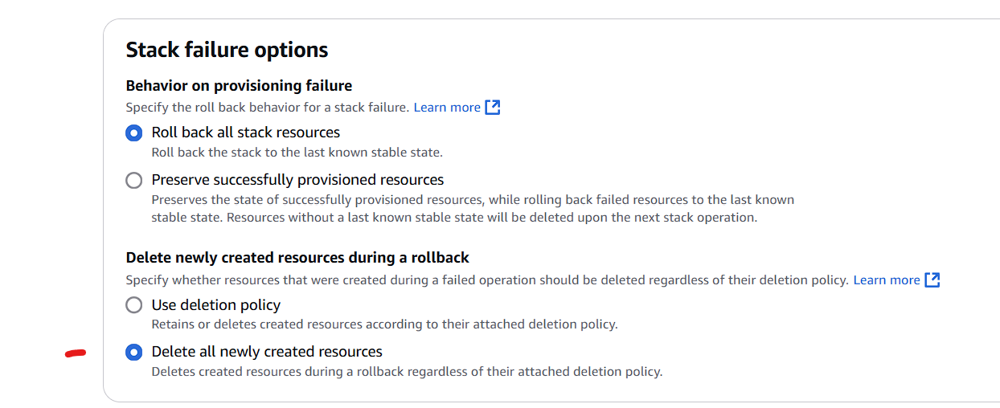 Stack failure options
Behavior on provisioning failure
Specify the roll back behavior for a stack failure. Learn more
Roll back all stack resources
Roll back the stack to the last known stable state.
Preserve successfully provisioned resources
Preserves the state of successfully provisioned resources, while rolling back failed resources to the last known
stable state. Resources without a last known stable state will be deleted upon the next stack operation.
Delete newly created resources during a rollback
Specify whether resources that were created during a failed operation should be deleted regardless of their deletion policy. Learn more
Use deletion policy
Retains or deletes created resources according to their attached deletion policy.
Delete all newly created resources
Deletes created resources during a rollback regardless of their attached deletion policy.